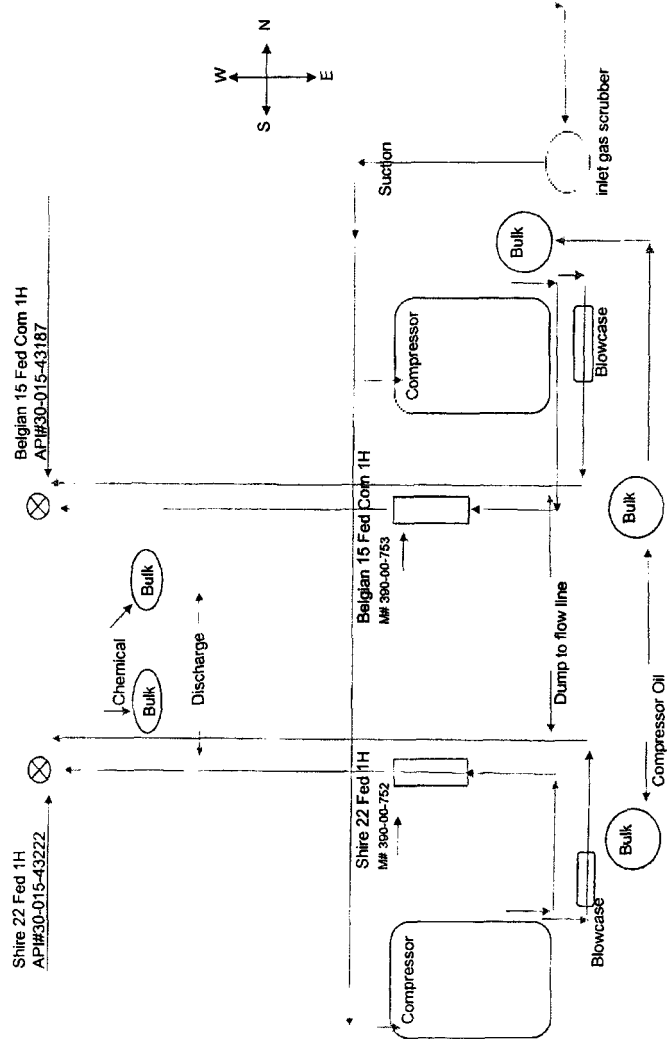 Shire 22 Fed 1H
API#30-015-43222
Belgian 15 Fed Com 1H
API#30-015-43187
W
S
N
E
Chemical
Bulk
Bulk
Discharge
Suction
Shire 22 Fed 1H
M# 390-00-752
Belgian 15 Fed Com 1H
M# 390-00-753
Compressor
Compressor
Bulk
Dump to flow line
Blowcase
Blowcase
inlet gas scrubber
Bulk
Bulk
Compressor Oil